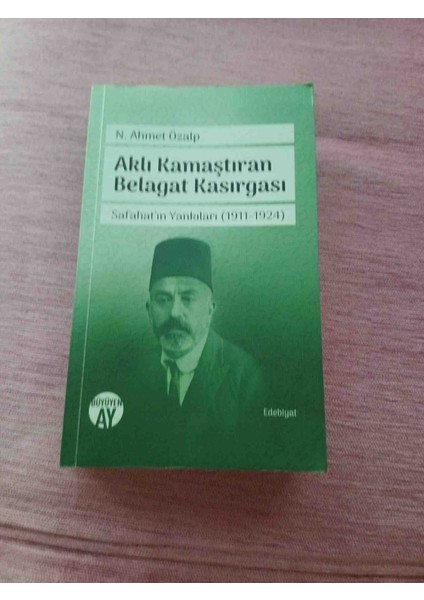 N. Ahmet Özalp
Aklı Kamaştıran
Belagat Kasırgası
Safahat'ın Yankıları (1911-1924)
BÜYÜYEN
AY
Edebiyat